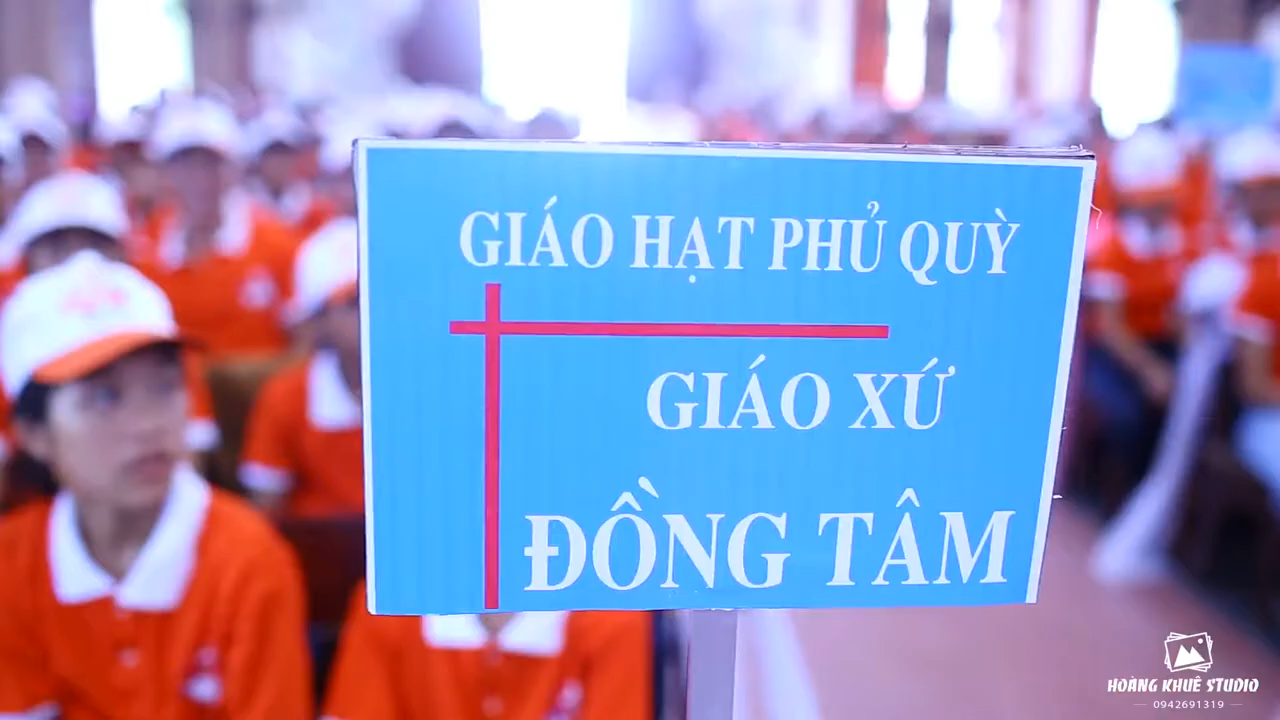 GIÁO HẠT PHỦ QUỲ
GIÁO XỨ
ĐỒNG TÂM
HOÀNG KHUÊ STUDIO
0942691319